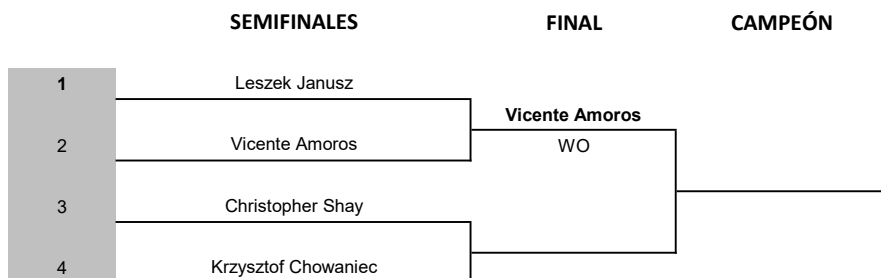 SEMIFINALES FINAL CAMPEÓN
1 Leszek Janusz
Vicente Amoros
2 Vicente Amoros WO
3 Christopher Shay
4 Krzysztof Chowaniec